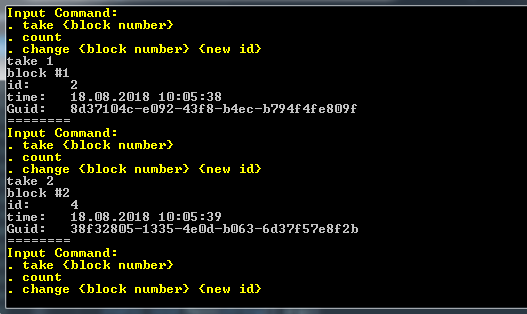 Input Command:
. take {block number}
. count
. change {block number} {new id}
take 1
block #1
id:    2
time:   18.08.2018 10:05:38
Guid:   8d37104c-e092-43f8-b4ec-b794f4fe809f
========
Input Command:
. take {block number}
. count
. change {block number} {new id}
take 2
block #2
id:    4
time:   18.08.2018 10:05:39
Guid:   38f32805-1335-4e0d-b063-6d37f57e8f2b
========
Input Command:
. take {block number}
. count
. change {block number} {new id}